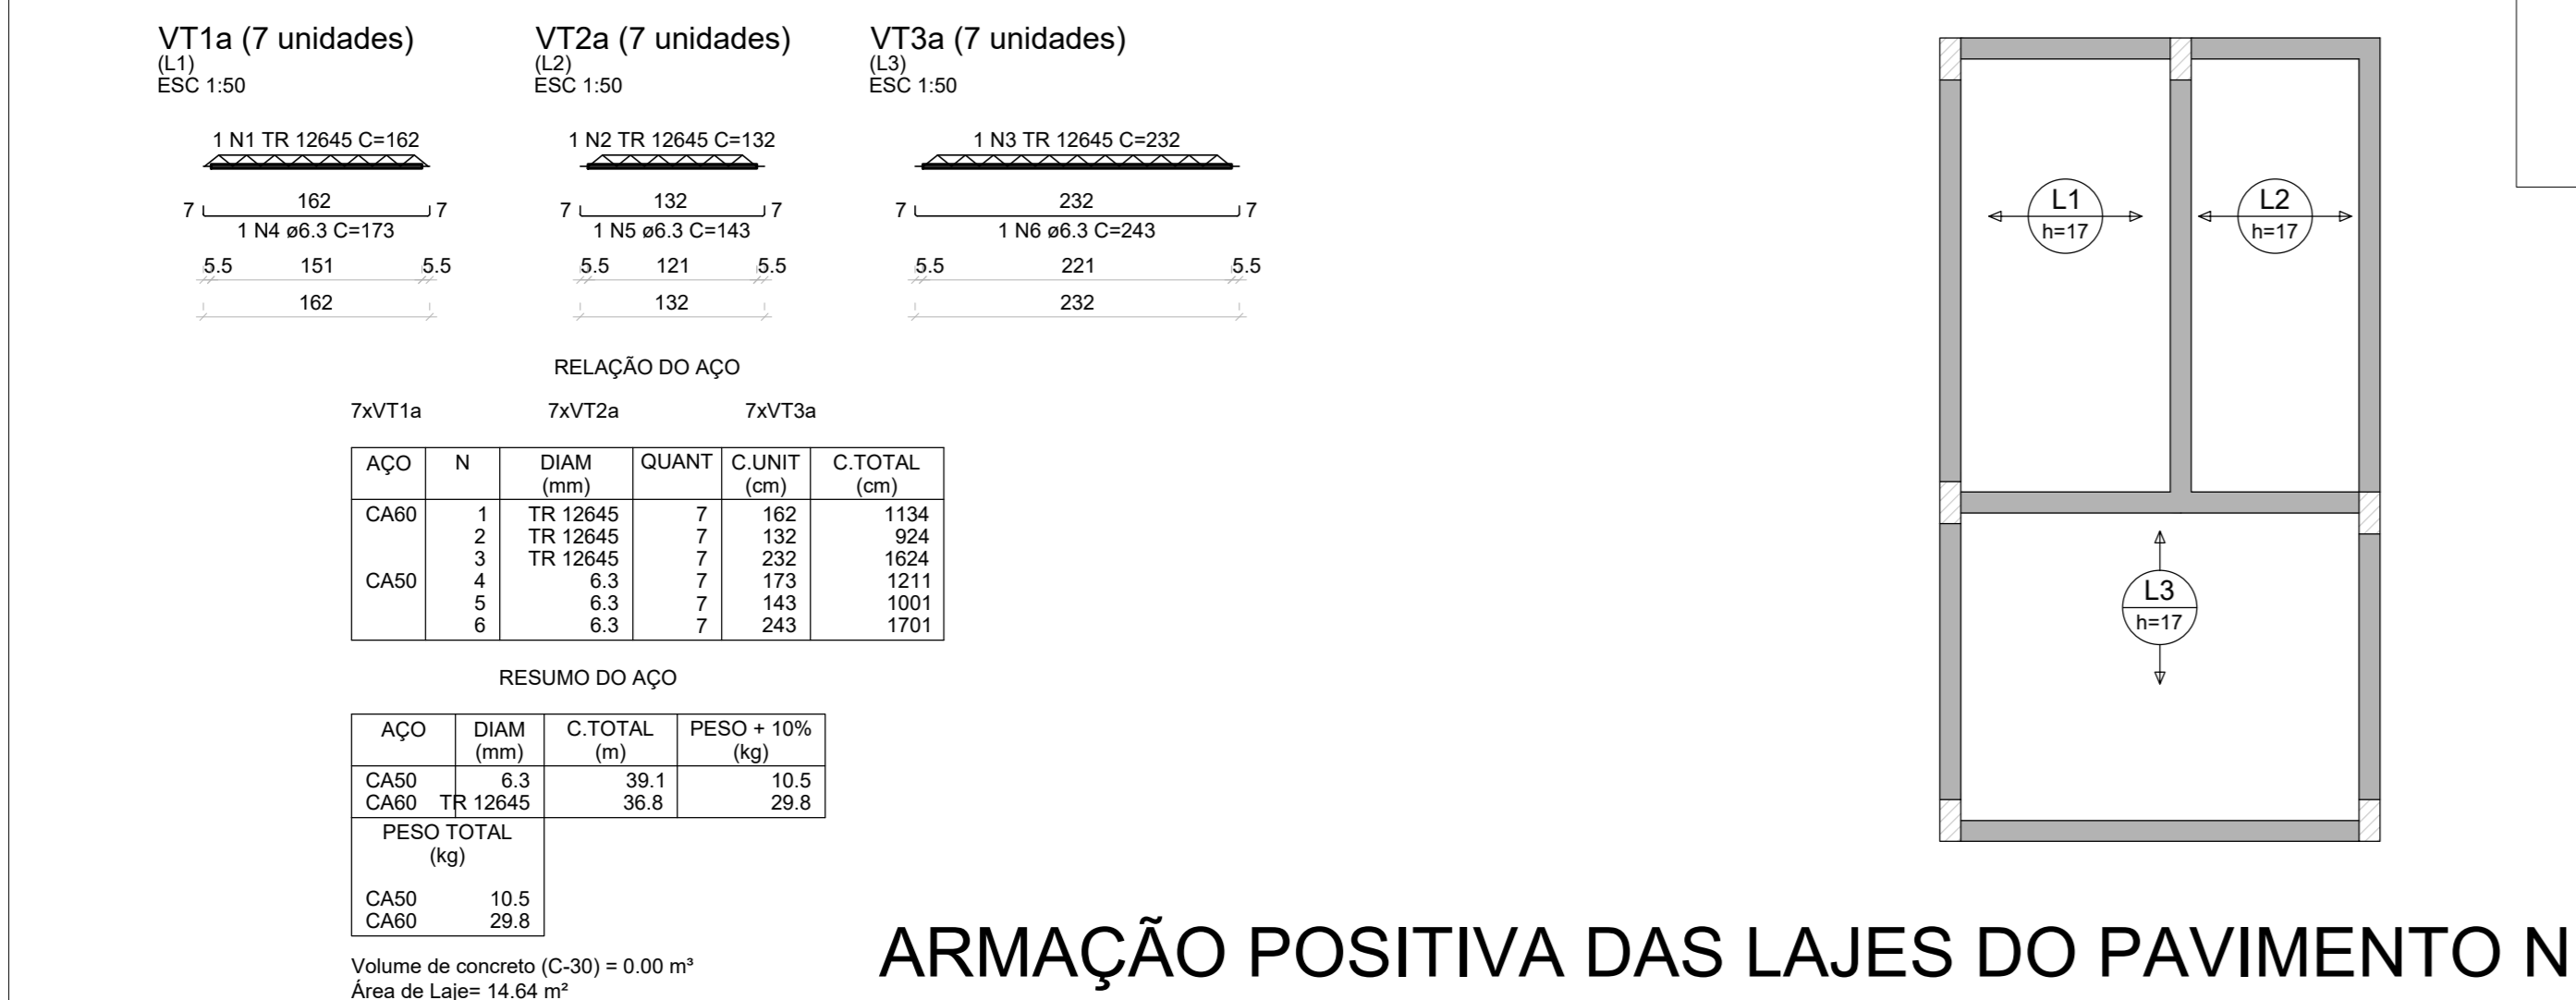 VT1a (7 unidades)
(L1)
ESC 1:50
1 N1 TR 12645 C=162
7 162 7
1 N4 ø6.3 C=173
5.5 151 5.5
162
VT2a (7 unidades)
(L2)
ESC 1:50
1 N2 TR 12645 C=132
7 132 7
1 N5 ø6.3 C=143
5.5 121 5.5
132
VT3a (7 unidades)
(L3)
ESC 1:50
1 N3 TR 12645 C=232
7 232 7
1 N6 ø6.3 C=243
5.5 221 5.5
232
RELAÇÃO DO AÇO
7xVT1a 7xVT2a 7xVT3a
AÇO N DIAM QUANT C.UNIT C.TOTAL
(mm) (cm) (cm)
CA60 1 TR 12645 7 162 1134
2 TR 12645 7 132 924
3 TR 12645 7 232 1624
CA50 4 6.3 7 173 1211
5 6.3 7 143 1001
6 6.3 7 243 1701
RESUMO DO AÇO
AÇO DIAM C.TOTAL PESO + 10%
(mm) (m) (kg)
CA50 6.3 39.1 10.5
CA60 TR 12645 36.8 29.8
PESO TOTAL
(kg)
CA50 10.5
CA60 29.8
Volume de concreto (C-30) = 0.00 m³
Área de Laje= 14.64 m²
L1
h=17
L2
h=17
L3
h=17
ARMAÇÃO POSITIVA DAS LAJES DO PAVIMENTO N